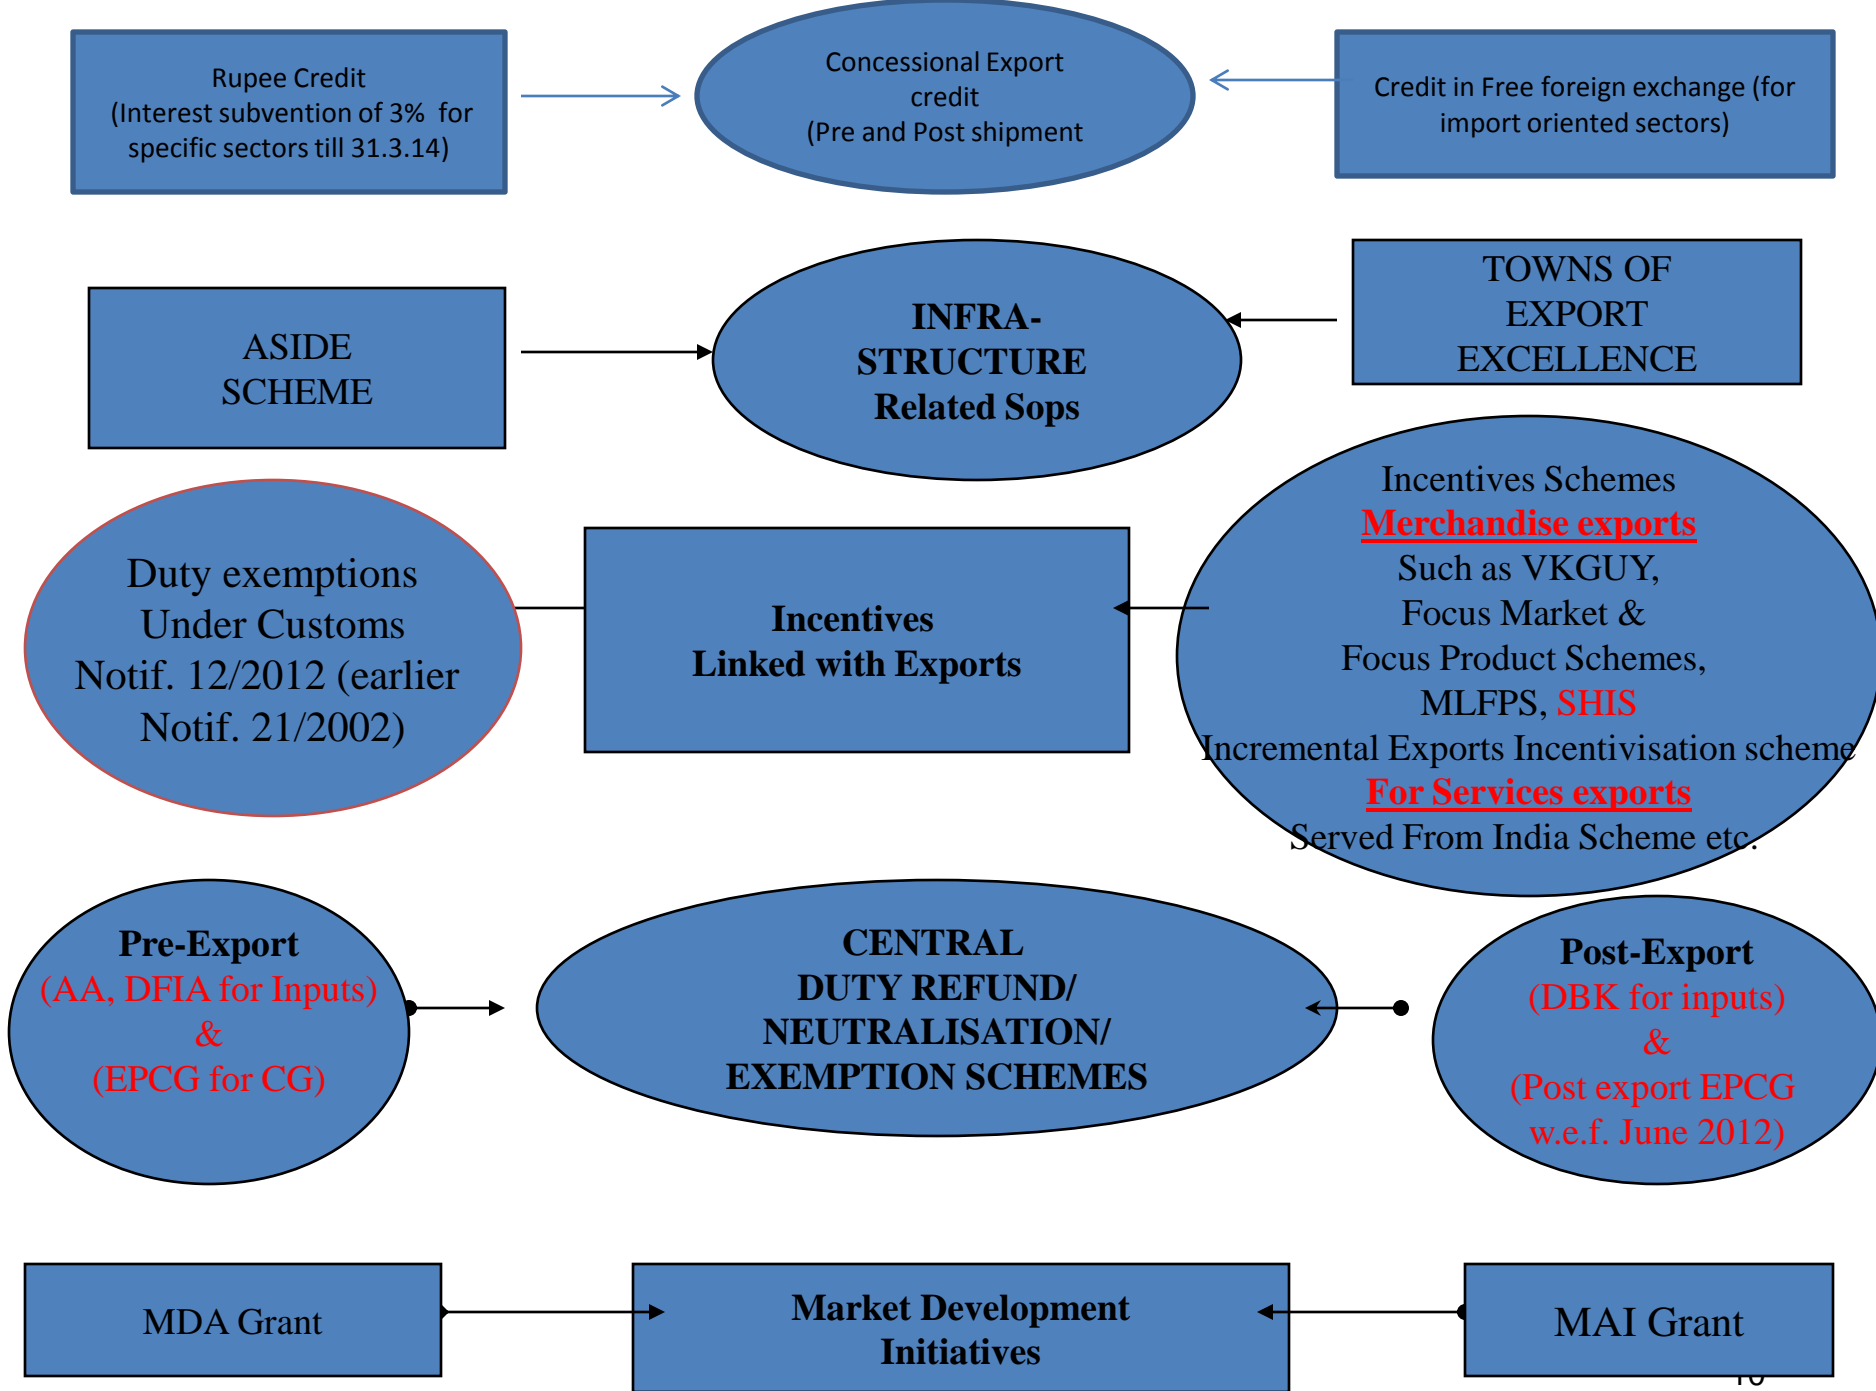 Rupee Credit
(Interest subvention of 3% for
specific sectors till 31.3.14)
Concessional Export
credit
(Pre and Post shipment
Credit in Free foreign exchange (for
import oriented sectors)
ASIDE
SCHEME
INFRA-
STRUCTURE
Related Sops
TOWNS OF
EXPORT
EXCELLENCE
Duty exemptions
Under Customs
Notif. 12/2012 (earlier
Notif. 21/2002)
Incentives
Linked with Exports
Incentives Schemes
Merchandise exports
Such as VKGUY,
Focus Market &
Focus Product Schemes,
MLFPS, SHIS
Incremental Exports Incentivisation scheme
For Services exports
Served From India Scheme etc.
Pre-Export
(AA, DFIA for Inputs)
&
(EPCG for CG)
CENTRAL
DUTY REFUND/
NEUTRALISATION/
EXEMPTION SCHEMES
Post-Export
(DBK for inputs)
&
(Post export EPCG
w.e.f. June 2012)
MDA Grant
Market Development
Initiatives
MAI Grant